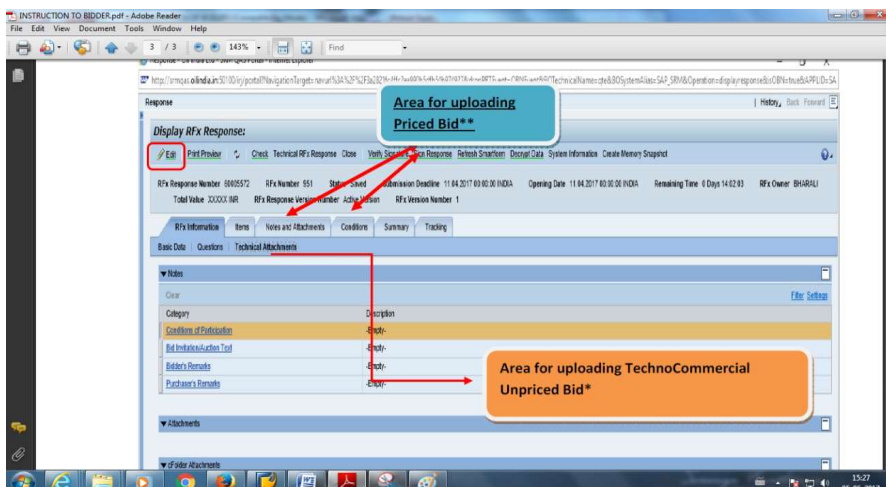 INSTRUCTION TO BIDDER.pdf - Adobe Reader
File Edit View Document Tools Window Help
3 / 3 143% Find
Response
History Back Forward
Area for uploading
Priced Bid**
Display RFx Response:
Edit Print Preview Check Technical RFx Response Close Verify Signature Sign Response Refresh Smartform Decrypt Data System Information Create Memory Snapshot
RFx Response Number 60005572 RFx Number 951 Status Saved Submission Deadline 11.04.2017 00:00:00 INDIA Opening Date 11.04.2017 00:00:00 INDIA Remaining Time 0 Days 14:02:03 RFx Owner BHARALI
Total Value XXXXX INR RFx Response Version Number Active Version RFx Version Number 1
RFx Information Items Notes and Attachments Conditions Summary Tracking
Basic Data Questions Technical Attachments
Notes
Clear Filter Settings
Category Description
Conditions of Participation -Empty-
Bid Invitation/Auction Text -Empty-
Bidder's Remarks -Empty-
Purchaser's Remarks -Empty-
Area for uploading TechnoCommercial
Unpriced Bid*
Attachments
cFolder Attachments
15:27